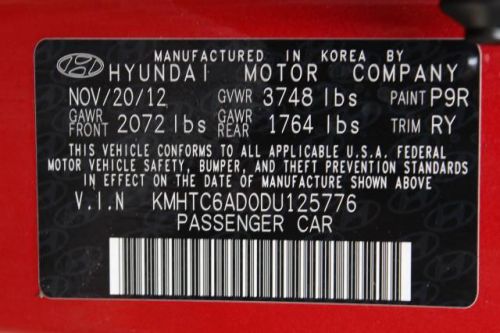 MANUFACTURED IN KOREA BY
HYUNDAI MOTOR COMPANY
NOV/20/12 GVWR 3748 lbs PAINT P9R
GAWR FRONT 2072 lbs GAWR REAR 1764 lbs TRIM RY
THIS VEHICLE CONFORMS TO ALL APPLICABLE U.S.A. FEDERAL
MOTOR VEHICLE SAFETY, BUMPER, AND THEFT PREVENTION STANDARDS
IN EFFECT ON THE DATE OF MANUFACTURE SHOWN ABOVE
V.I.N KMHTC6AD0DU125776
PASSENGER CAR